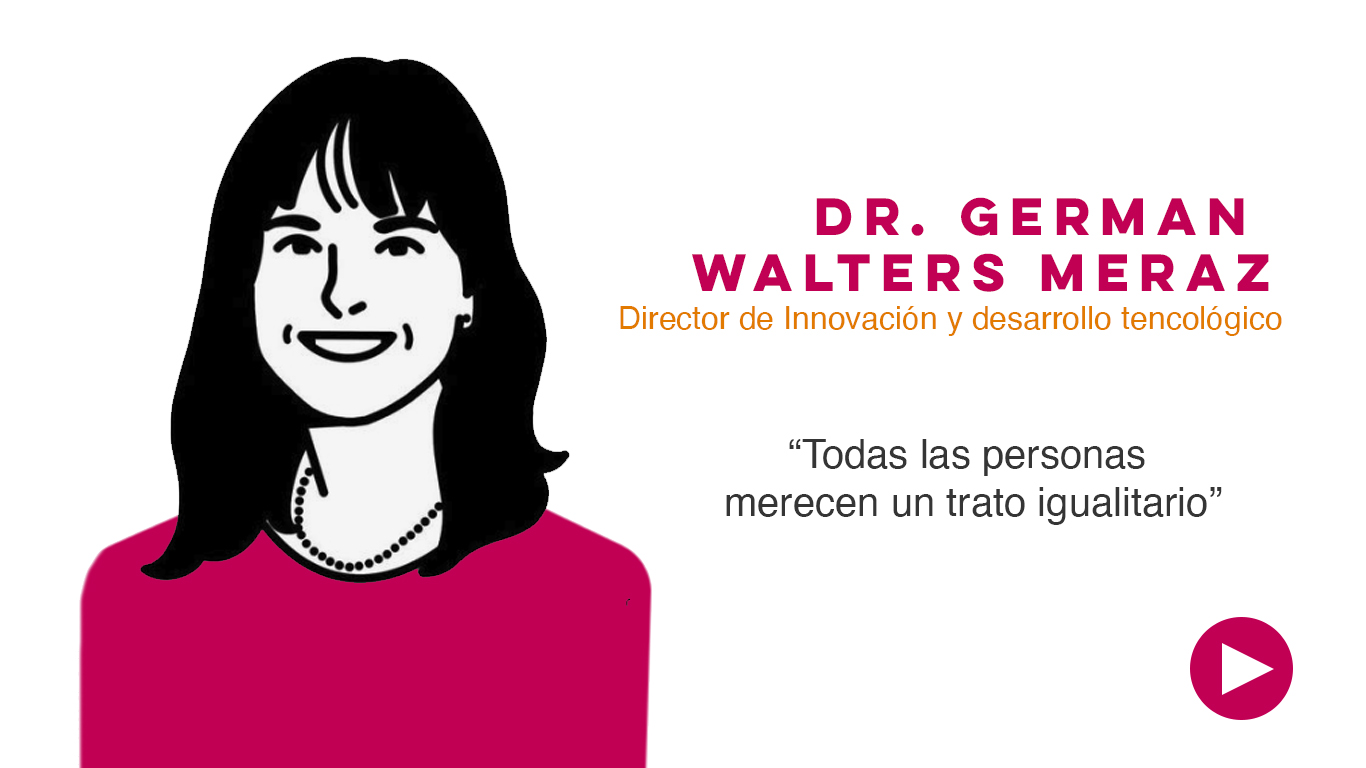 DR. GERMAN
WALTERS MERAZ
Director de Innovación y desarrollo tencológico
“Todas las personas
merecen un trato igualitario”